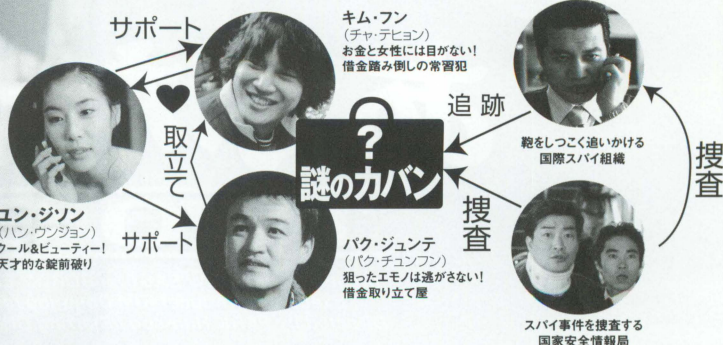 サポート
キム・フン
(チャ・テヒョン)
お金と女性には目がない!
借金踏み倒しの常習犯
追跡
鞄をしつこく追いかける
国際スパイ組織
取立て
?
謎のカバン
捜査
捜査
ユン・ジソン
(ハン・ウンジョン)
クール&ビューティー!
天才的な錠前破り
サポート
パク・ジュンテ
(パク・チュンフン)
狙ったエモノは逃がさない!
借金取り立て屋
スパイ事件を捜査する
国家安全情報局